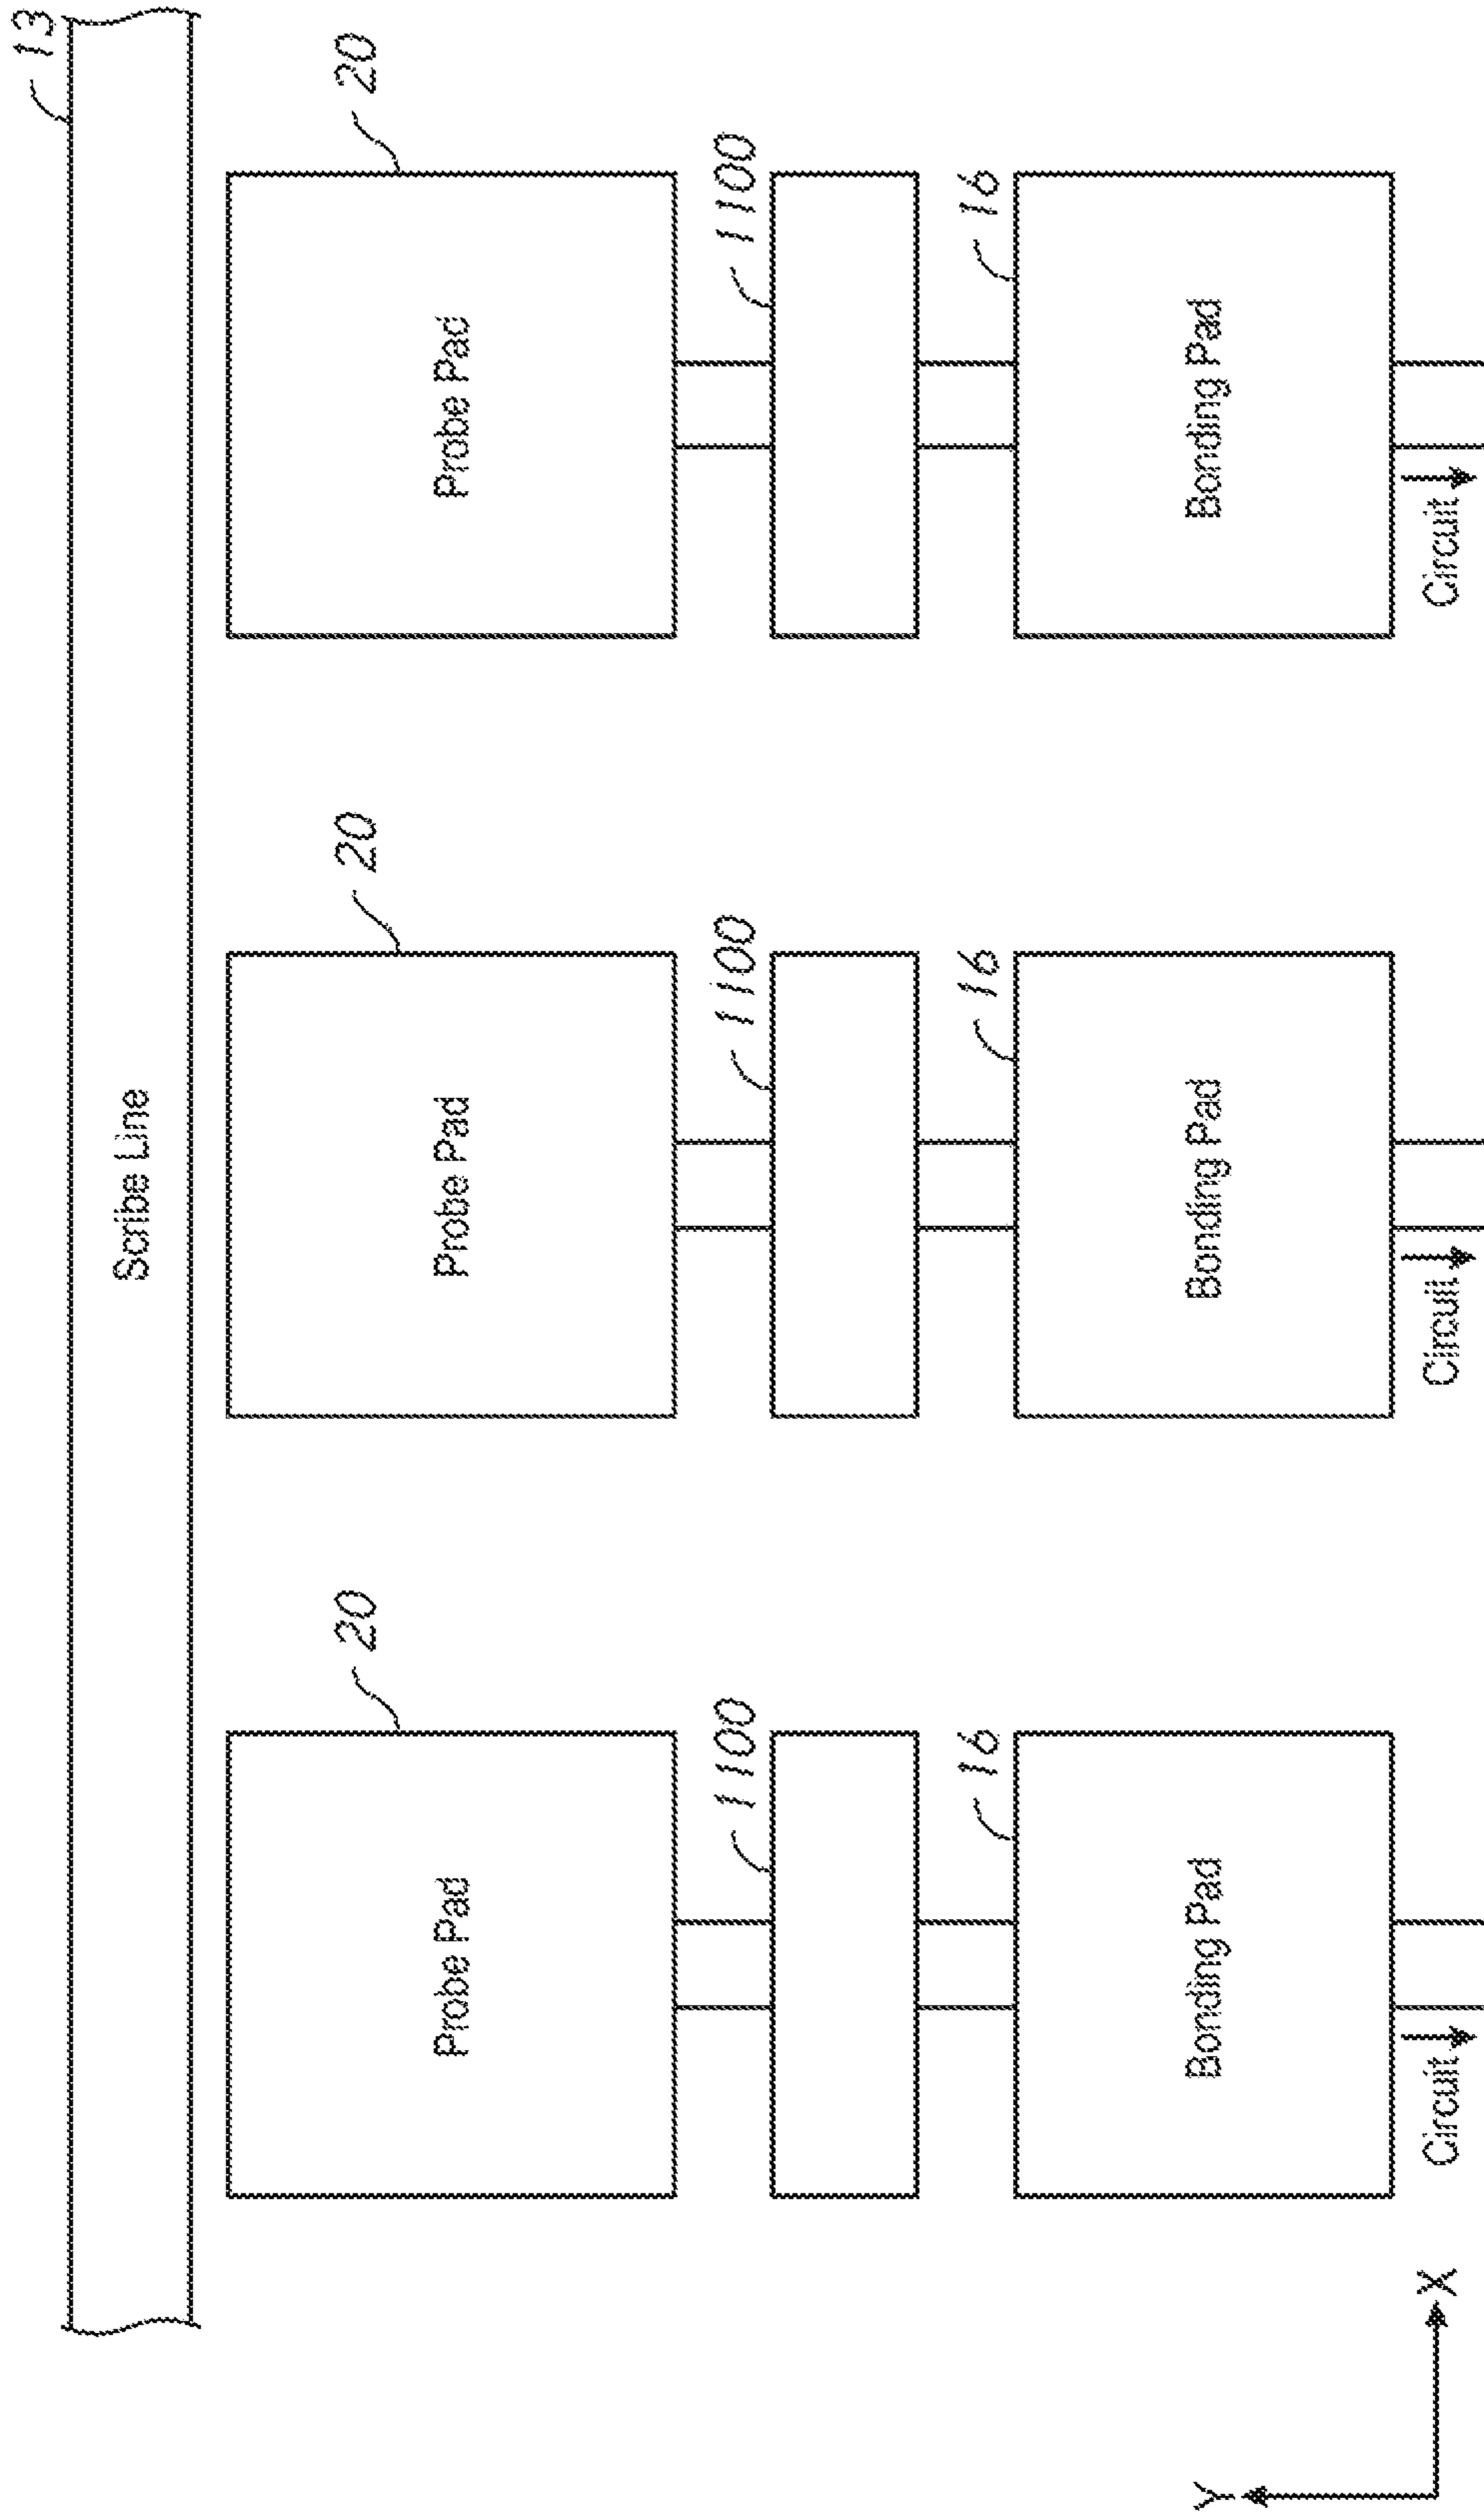 13
Scribe Line
20
20
20
Probe Pad
Probe Pad
Probe Pad
1100
1100
1100
16
16
16
Bonding Pad
Bonding Pad
Bonding Pad
Y
X
Circuit
Circuit
Circuit